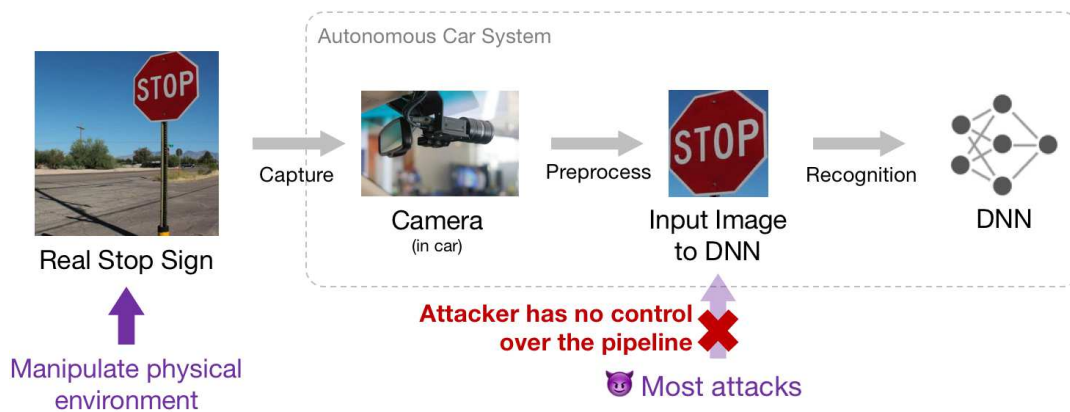 Autonomous Car System
STOP
STOP
Capture
Preprocess
Recognition
Real Stop Sign
Camera
(in car)
Input Image
to DNN
DNN
Attacker has no control
over the pipeline
Manipulate physical
environment
Most attacks